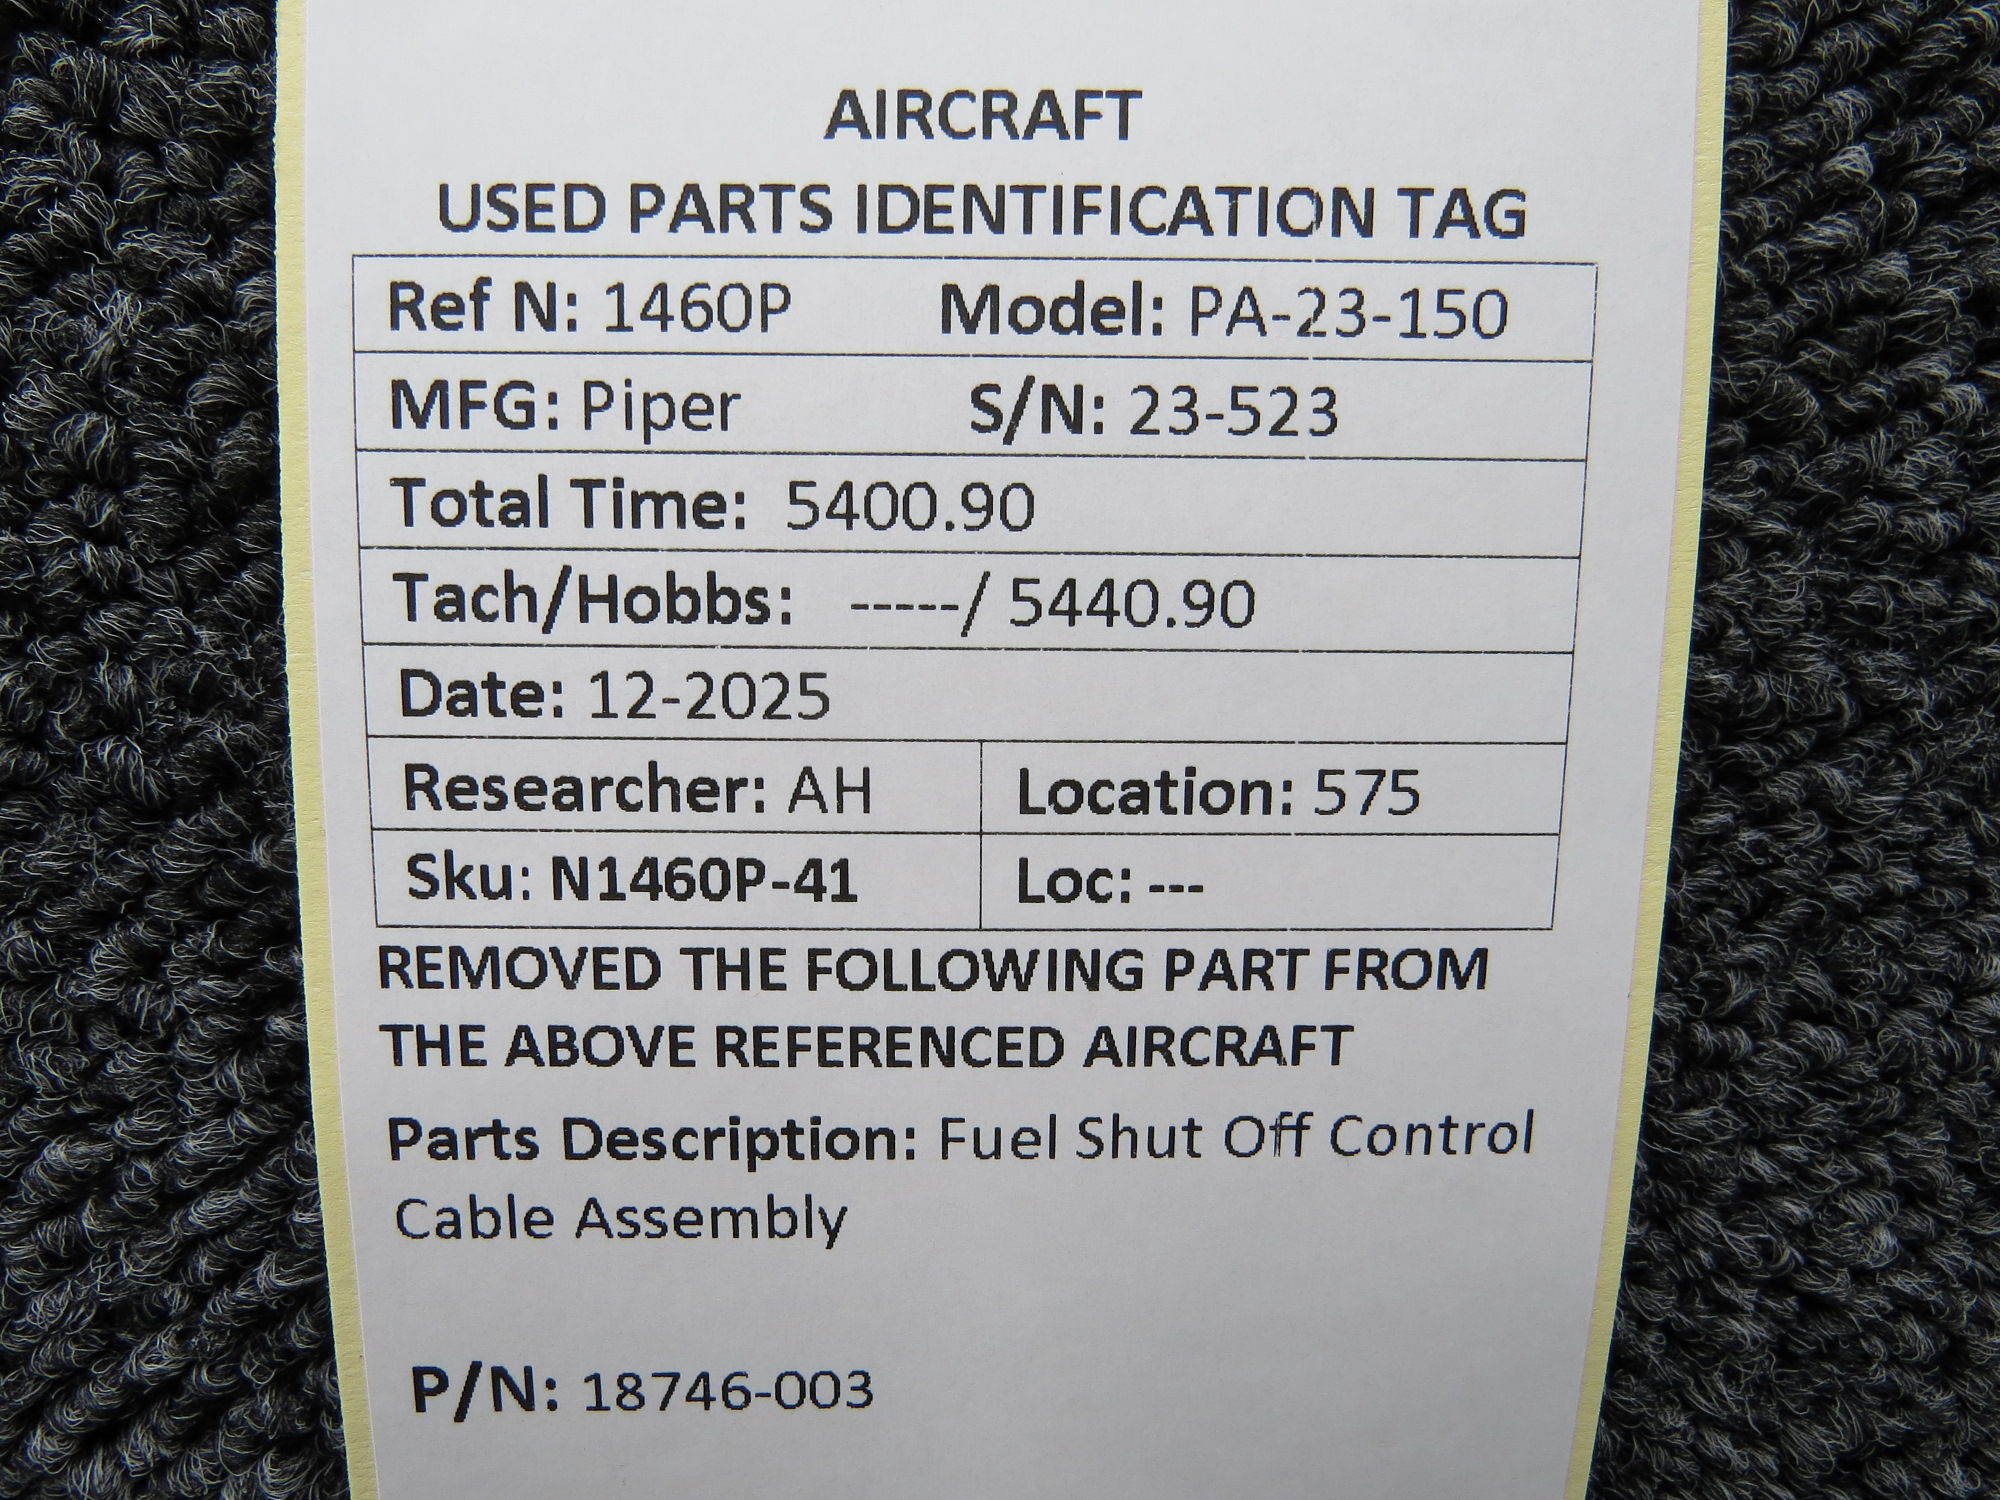 AIRCRAFT
USED PARTS IDENTIFICATION TAG
Ref N: 1460P Model: PA-23-150
MFG: Piper S/N: 23-523
Total Time: 5400.90
Tach/Hobbs: -----/ 5440.90
Date: 12-2025
Researcher: AH Location: 575
Sku: N1460P-41 Loc: ---
REMOVED THE FOLLOWING PART FROM
THE ABOVE REFERENCED AIRCRAFT
Parts Description: Fuel Shut Off Control
Cable Assembly
P/N: 18746-003